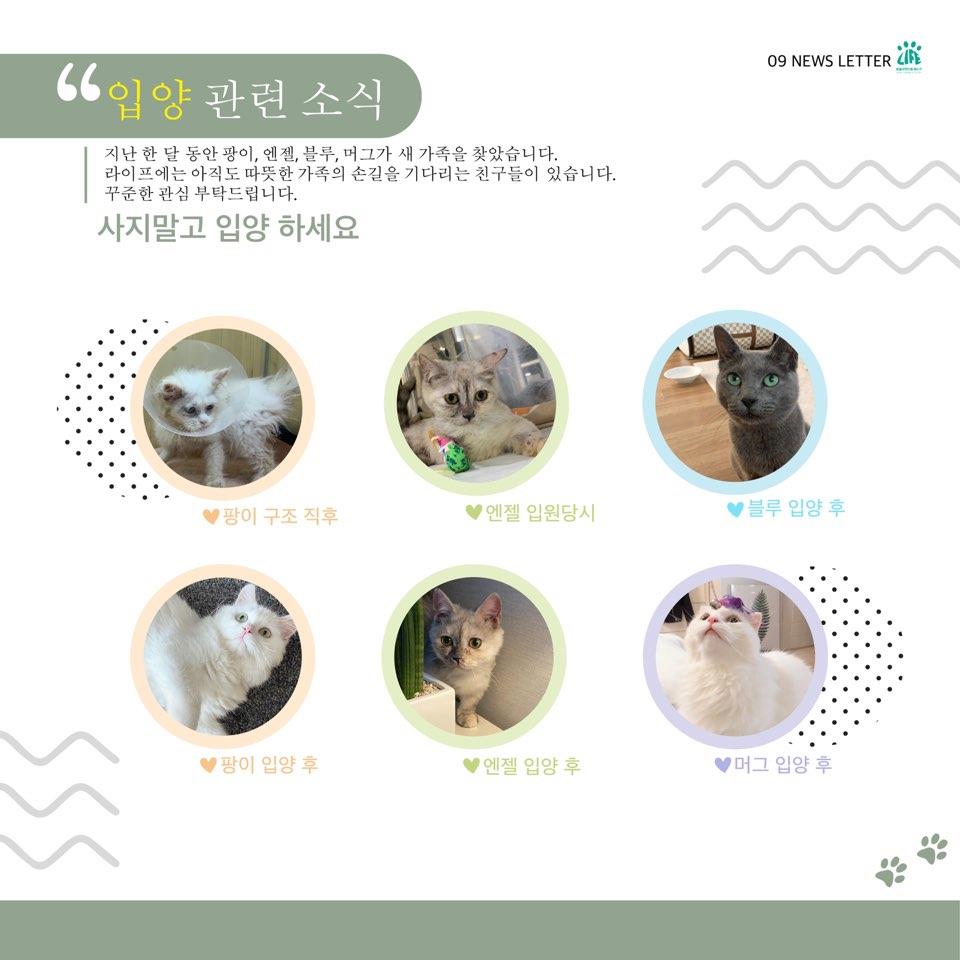 09 NEWS LETTER
LIFE
“입양 관련 소식
지난 한 달 동안 팡이, 엔젤, 블루, 머그가 새 가족을 찾았습니다.
라이프에는 아직도 따뜻한 가족의 손길을 기다리는 친구들이 있습니다.
꾸준한 관심 부탁드립니다.
사지말고 입양 하세요
팡이 구조 직후
엔젤 입원당시
블루 입양 후
팡이 입양 후
엔젤 입양 후
머그 입양 후